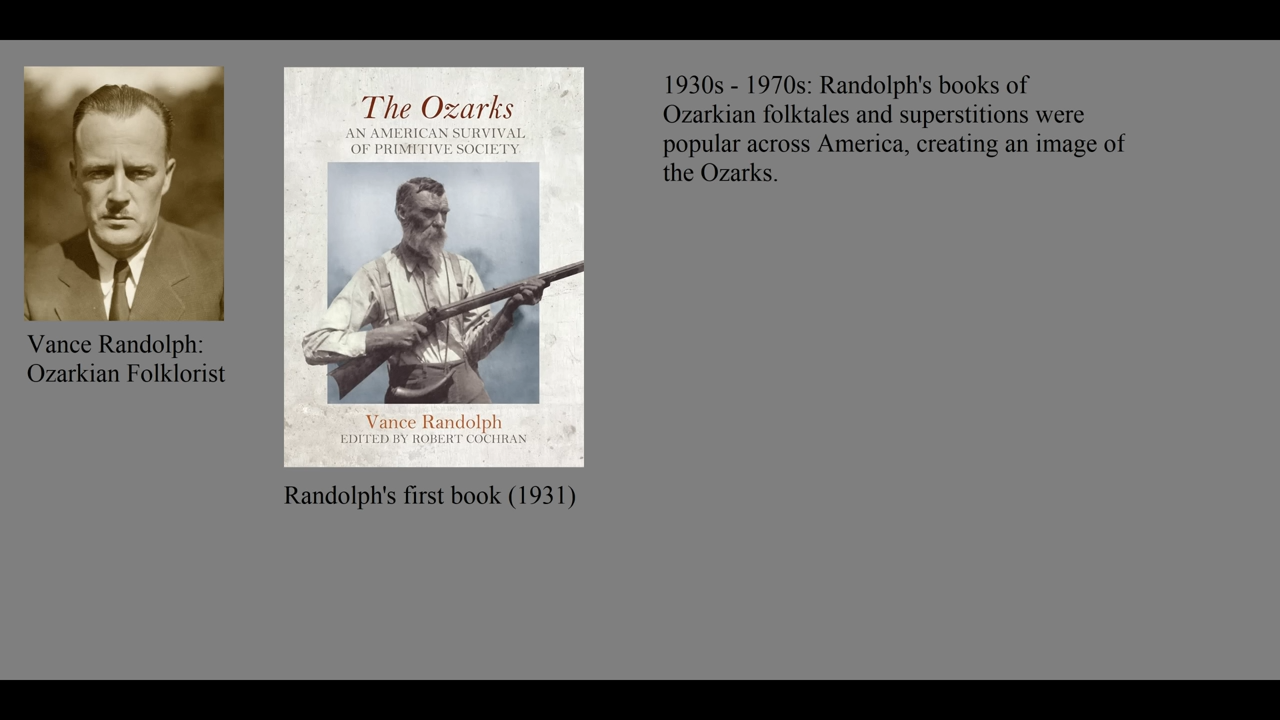 Vance Randolph:
Ozarkian Folklorist
The Ozarks
AN AMERICAN SURVIVAL
OF PRIMITIVE SOCIETY
Vance Randolph
EDITED BY ROBERT COCHRAN
Randolph's first book (1931)
1930s - 1970s: Randolph's books of
Ozarkian folktales and superstitions were
popular across America, creating an image of
the Ozarks.